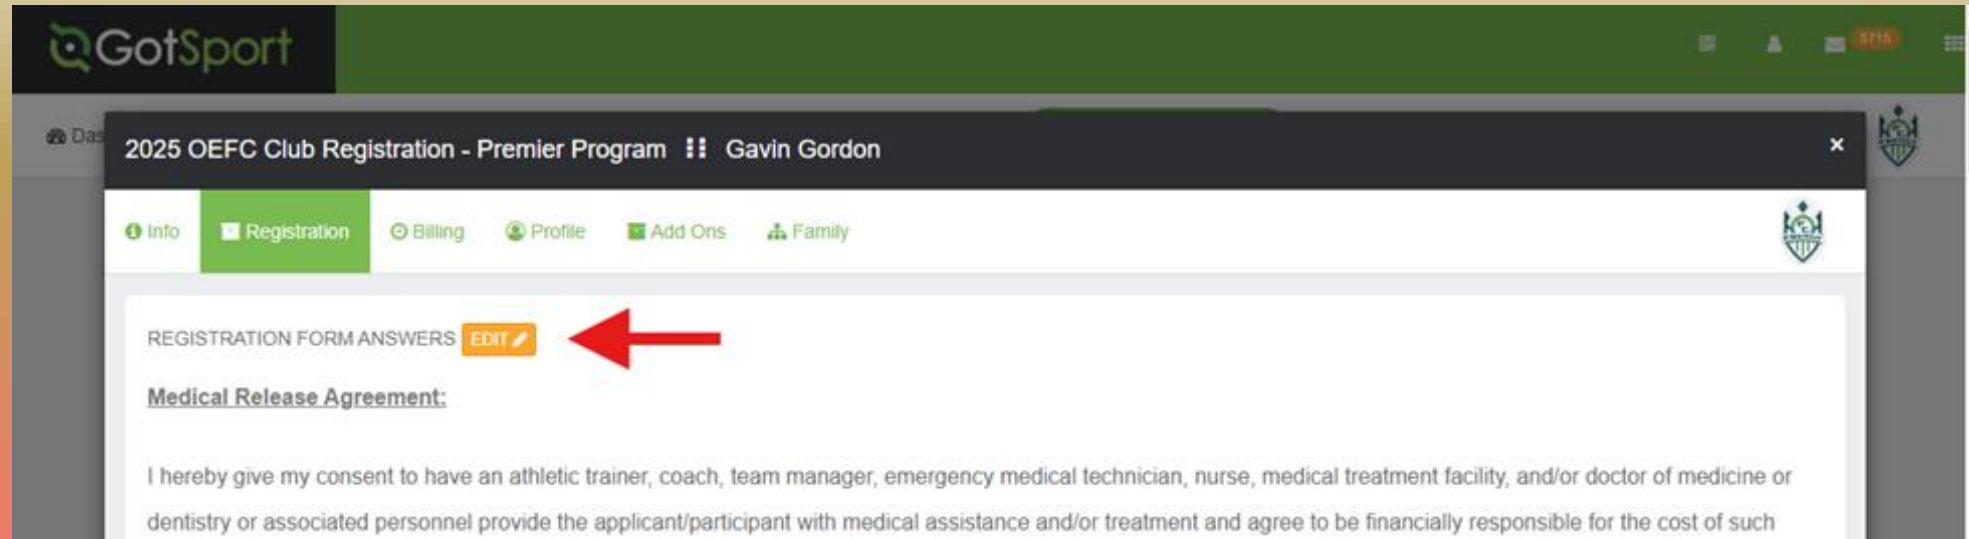 GotSport
5715
Das
2025 OEFC Club Registration - Premier Program Gavin Gordon
×
Info Registration Billing Profile Add Ons Family
REGISTRATION FORM ANSWERS EDIT
Medical Release Agreement:
I hereby give my consent to have an athletic trainer, coach, team manager, emergency medical technician, nurse, medical treatment facility, and/or doctor of medicine or
dentistry or associated personnel provide the applicant/participant with medical assistance and/or treatment and agree to be financially responsible for the cost of such